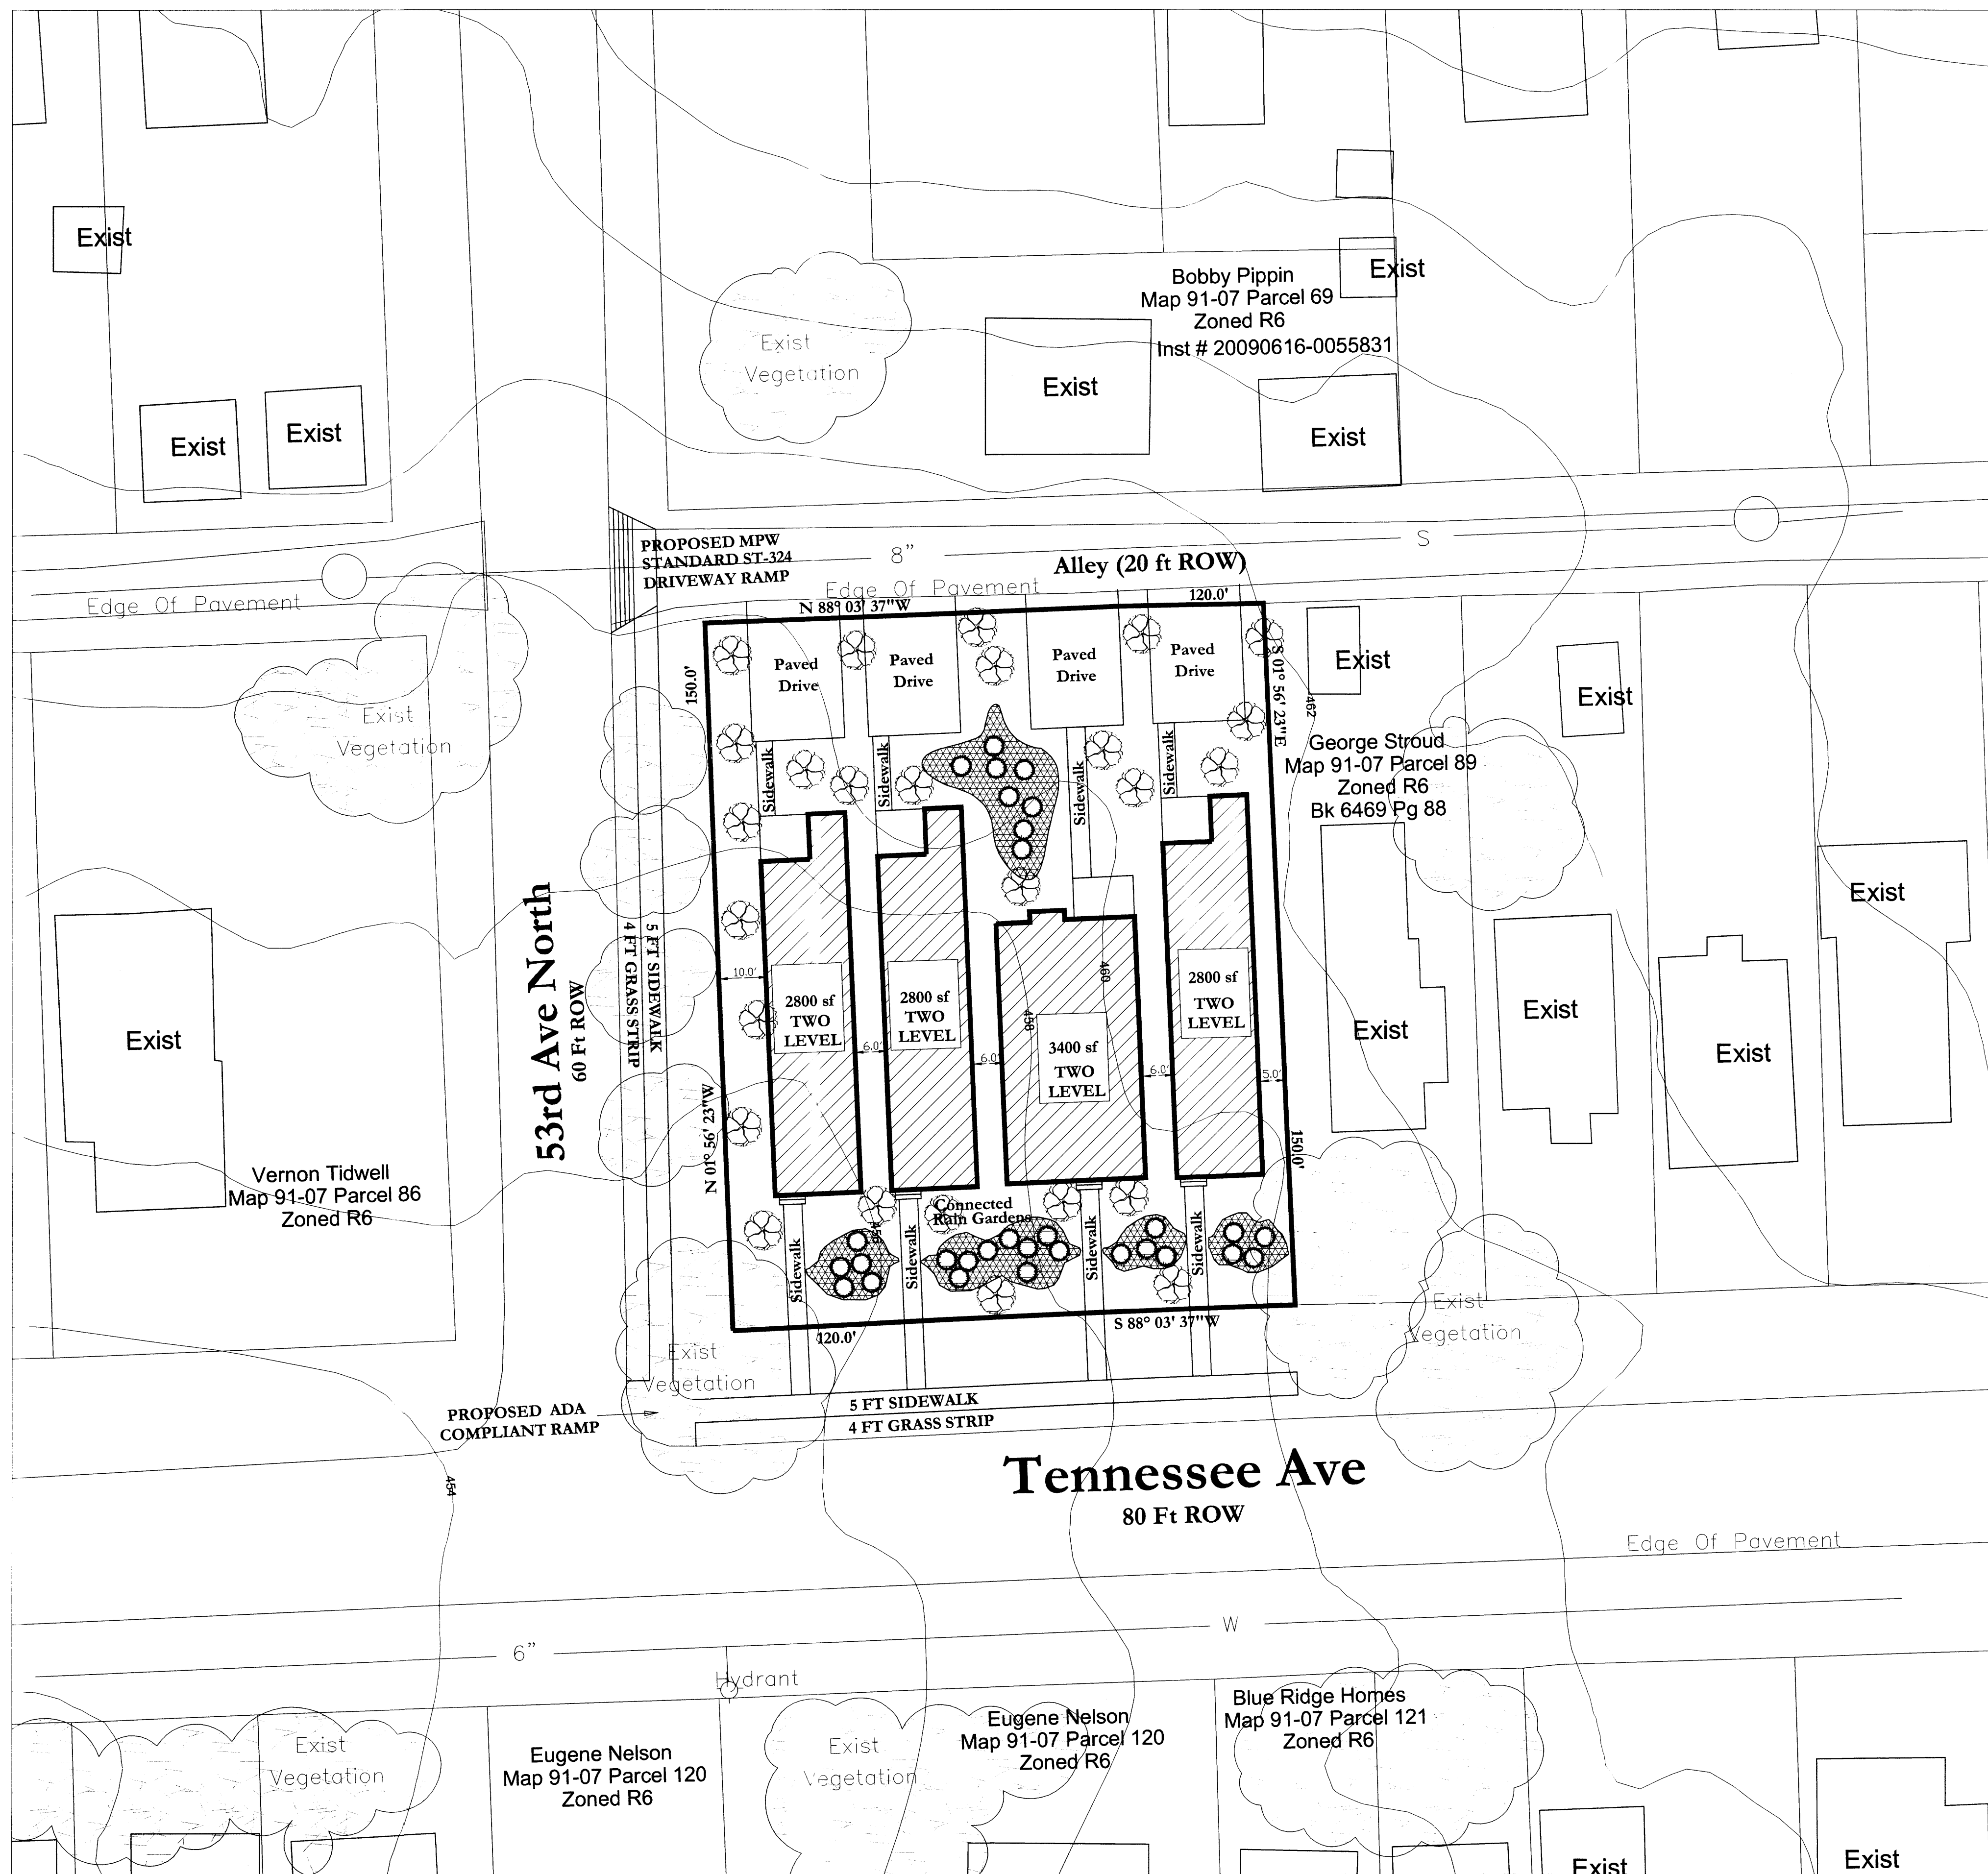 Exist
Bobby Pippin
Map 91-07 Parcel 69
Zoned R6
Inst # 20090616-0055831
Exist
Exist
Vegetation
Exist
Exist
Exist
Exist
PROPOSED MPW
STANDARD ST-324
DRIVEWAY RAMP
8"
S
Alley (20 ft ROW)
Edge Of Pavement
Edge Of Pavement
N 88° 03' 37"W
120.0'
150.0'
S 01° 56' 23"E
462
Paved
Drive
Paved
Drive
Paved
Drive
Paved
Drive
Exist
Exist
Exist
Vegetation
George Stroud
Map 91-07 Parcel 89
Zoned R6
Bk 6469 Pg 88
Sidewalk
Sidewalk
Sidewalk
Sidewalk
53rd Ave North
60 Ft ROW
4 FT GRASS STRIP
5 FT SIDEWALK
10.0'
2800 sf
TWO
LEVEL
6.0'
2800 sf
TWO
LEVEL
6.0'
458
460
3400 sf
TWO
LEVEL
6.0'
2800 sf
TWO
LEVEL
5.0'
Exist
Exist
Exist
Exist
Exist
N 01° 56' 23"W
150.0'
Vernon Tidwell
Map 91-07 Parcel 86
Zoned R6
Connected
Rain Gardens
456
Sidewalk
Sidewalk
Sidewalk
Sidewalk
120.0'
S 88° 03' 37"W
Exist
Vegetation
Exist
Vegetation
PROPOSED ADA
COMPLIANT RAMP
5 FT SIDEWALK
4 FT GRASS STRIP
454
Tennessee Ave
80 Ft ROW
Edge Of Pavement
6"
W
Hydrant
Exist
Vegetation
Eugene Nelson
Map 91-07 Parcel 120
Zoned R6
Exist
Vegetation
Eugene Nelson
Map 91-07 Parcel 120
Zoned R6
Blue Ridge Homes
Map 91-07 Parcel 121
Zoned R6
Exist
Exist